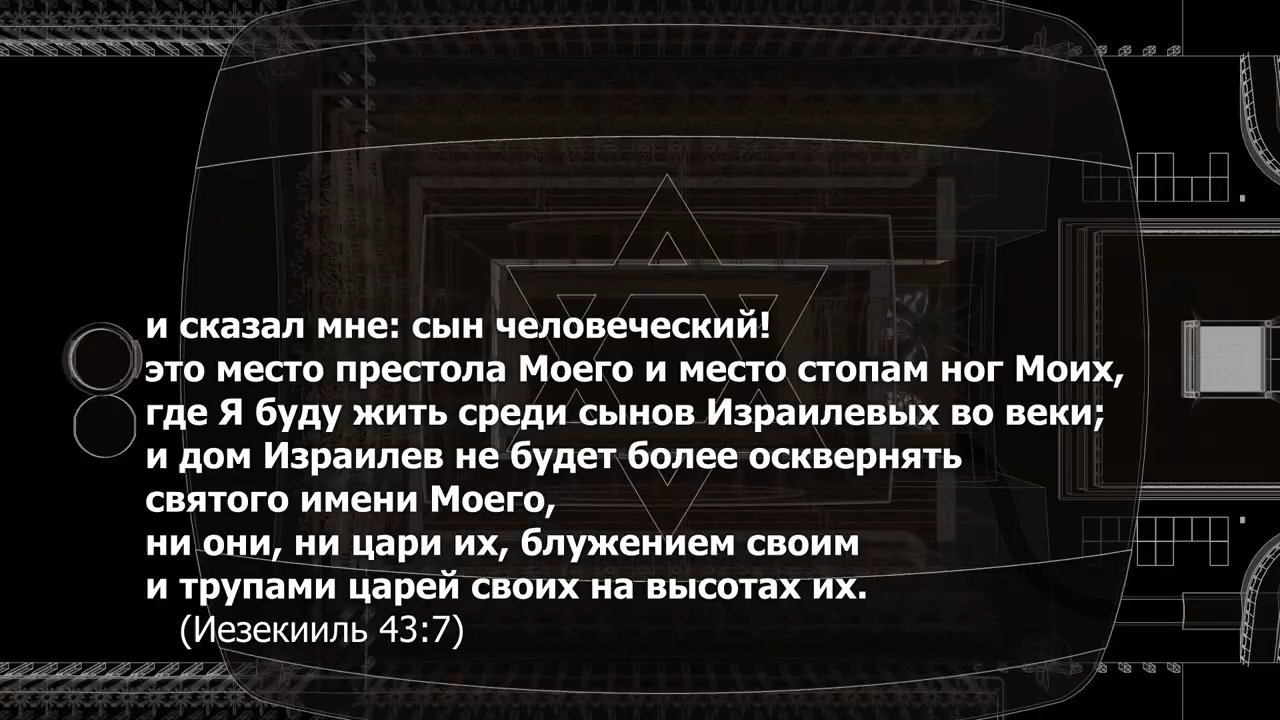 и сказал мне: сын человеческий!
это место престола Моего и место стопам ног Моих,
где Я буду жить среди сынов Израилевых во веки;
и дом Израилев не будет более осквернять
святого имени Моего,
ни они, ни цари их, блужением своим
и трупами царей своих на высотах их.
(Иезекииль 43:7)